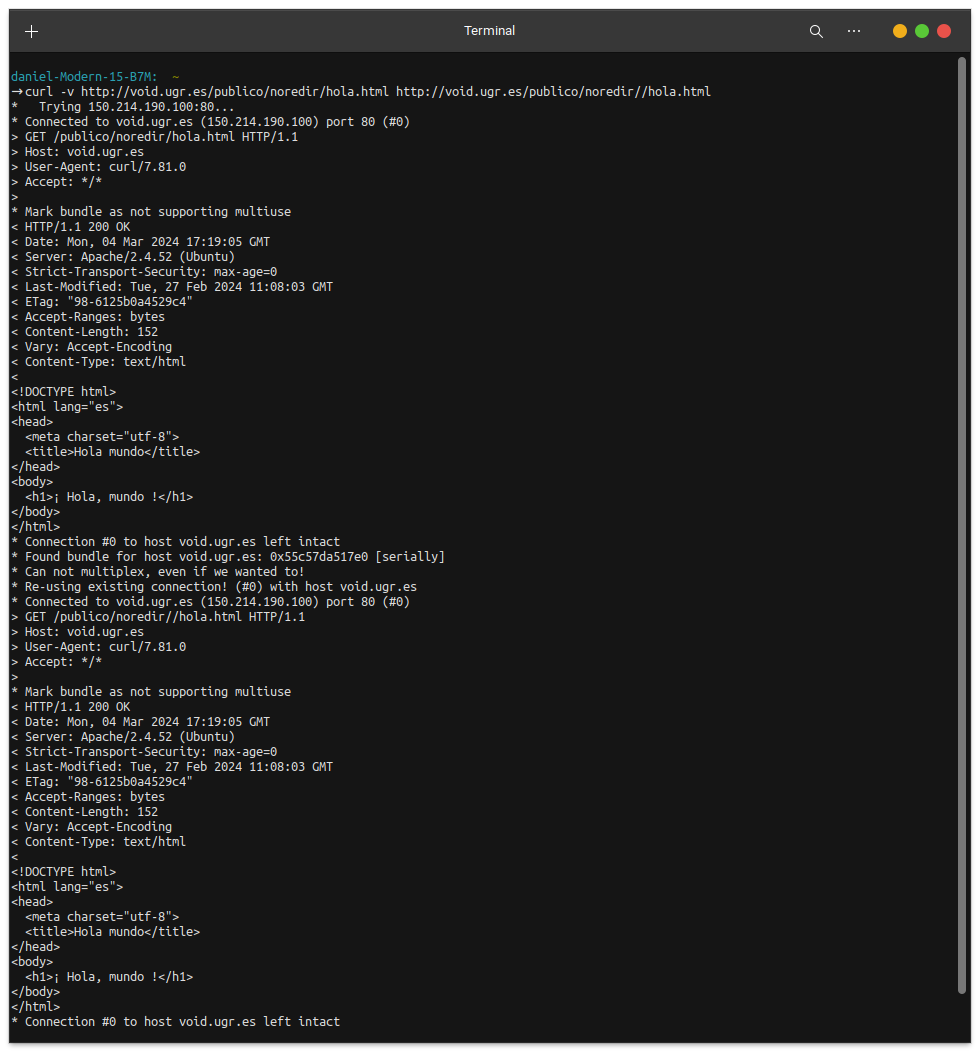 Terminal
daniel-Modern-15-B7M: ~
→curl -v http://void.ugr.es/publico/noredir/hola.html http://void.ugr.es/publico/noredir//hola.html
*   Trying 150.214.190.100:80...
* Connected to void.ugr.es (150.214.190.100) port 80 (#0)
> GET /publico/noredir/hola.html HTTP/1.1
> Host: void.ugr.es
> User-Agent: curl/7.81.0
> Accept: */*
>
* Mark bundle as not supporting multiuse
< HTTP/1.1 200 OK
< Date: Mon, 04 Mar 2024 17:19:05 GMT
< Server: Apache/2.4.52 (Ubuntu)
< Strict-Transport-Security: max-age=0
< Last-Modified: Tue, 27 Feb 2024 11:08:03 GMT
< ETag: "98-6125b0a4529c4"
< Accept-Ranges: bytes
< Content-Length: 152
< Vary: Accept-Encoding
< Content-Type: text/html
<
<!DOCTYPE html>
<html lang="es">
<head>
  <meta charset="utf-8">
  <title>Hola mundo</title>
</head>
<body>
  <h1>¡ Hola, mundo !</h1>
</body>
</html>
* Connection #0 to host void.ugr.es left intact
* Found bundle for host void.ugr.es: 0x55c57da517e0 [serially]
* Can not multiplex, even if we wanted to!
* Re-using existing connection! (#0) with host void.ugr.es
* Connected to void.ugr.es (150.214.190.100) port 80 (#0)
> GET /publico/noredir//hola.html HTTP/1.1
> Host: void.ugr.es
> User-Agent: curl/7.81.0
> Accept: */*
>
* Mark bundle as not supporting multiuse
< HTTP/1.1 200 OK
< Date: Mon, 04 Mar 2024 17:19:05 GMT
< Server: Apache/2.4.52 (Ubuntu)
< Strict-Transport-Security: max-age=0
< Last-Modified: Tue, 27 Feb 2024 11:08:03 GMT
< ETag: "98-6125b0a4529c4"
< Accept-Ranges: bytes
< Content-Length: 152
< Vary: Accept-Encoding
< Content-Type: text/html
<
<!DOCTYPE html>
<html lang="es">
<head>
  <meta charset="utf-8">
  <title>Hola mundo</title>
</head>
<body>
  <h1>¡ Hola, mundo !</h1>
</body>
</html>
* Connection #0 to host void.ugr.es left intact